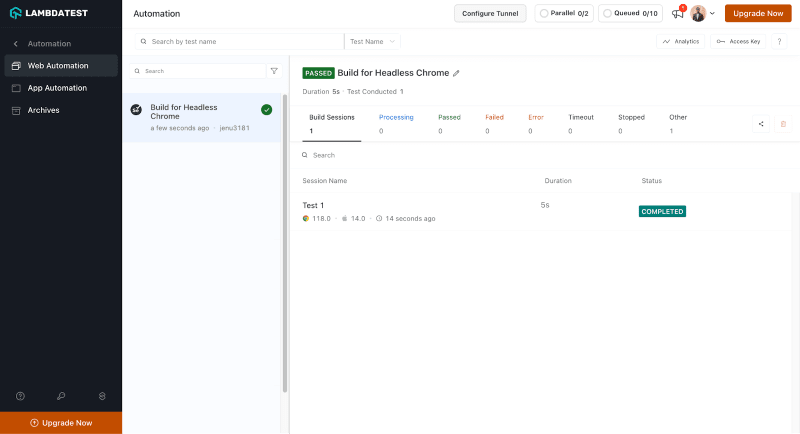 LAMBDATEST
Automation
Configure Tunnel
Parallel 0/2
Queued 0/10
Upgrade Now
Automation
Web Automation
App Automation
Archives
Upgrade Now
Search by test name
Test Name
Analytics
Access Key
?
Search
Build for Headless
Chrome
a few seconds ago · jenu3181
PASSED Build for Headless Chrome
Duration 5s · Test Conducted 1
Build Sessions Processing Passed Failed Error Timeout Stopped Other
1 0 0 0 0 0 0 1
Search
Session Name Duration Status
Test 1 5s COMPLETED
118.0 · 14.0 · 14 seconds ago